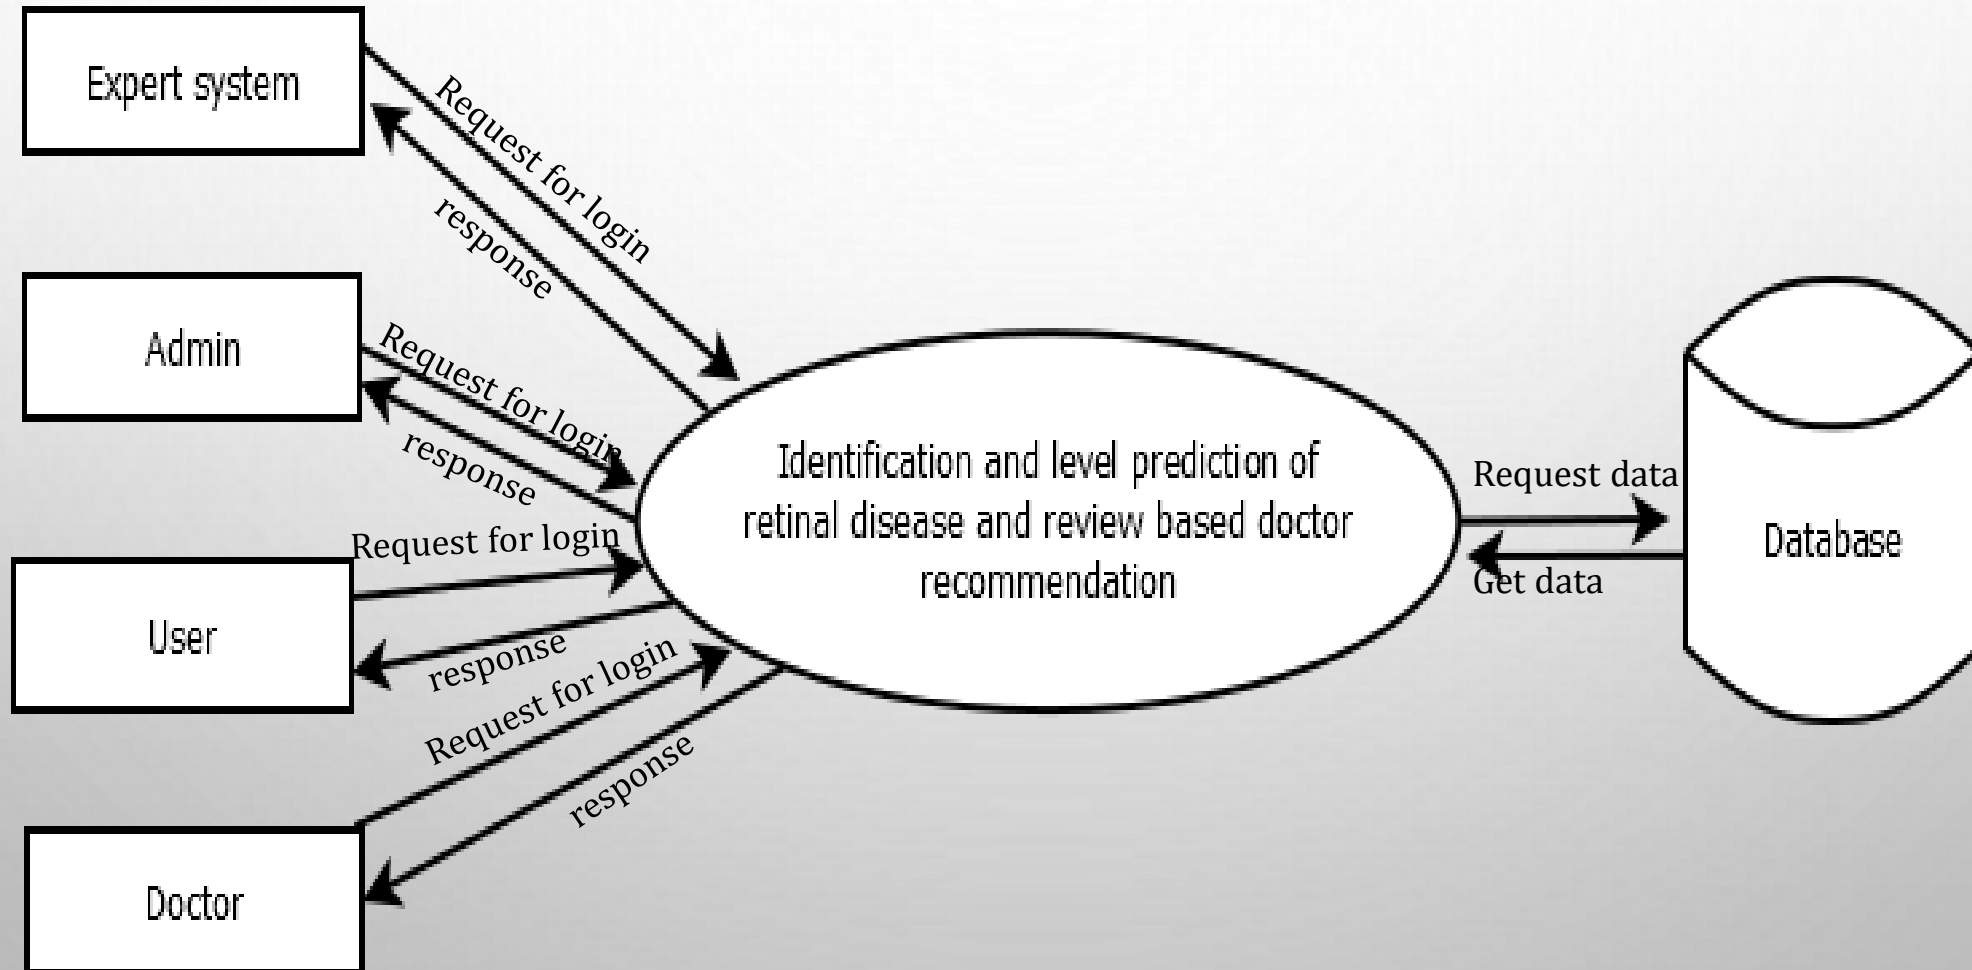 Expert system
Request for login
response
Admin
Request for login
response
Request for login
User
response
Request for login
response
Doctor
Identification and level prediction of
retinal disease and review based doctor
recommendation
Request data
Get data
Database